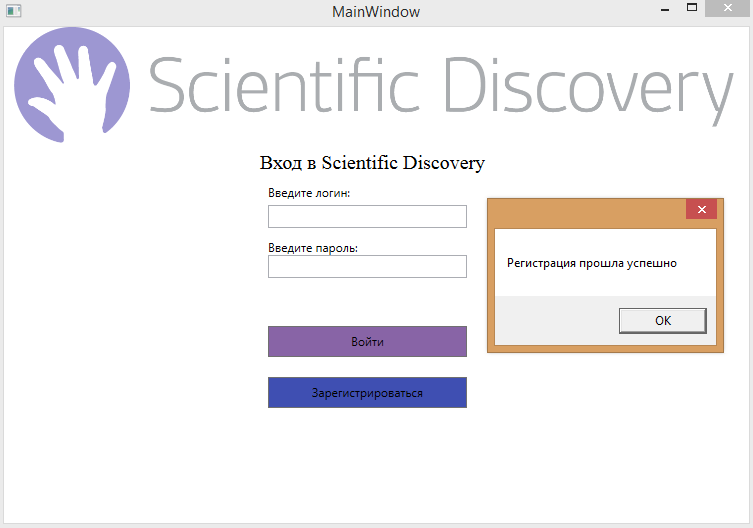 MainWindow
Scientific Discovery
Вход в Scientific Discovery
Введите логин:
Введите пароль:
Регистрация прошла успешно
OK
Войти
Зарегистрироваться